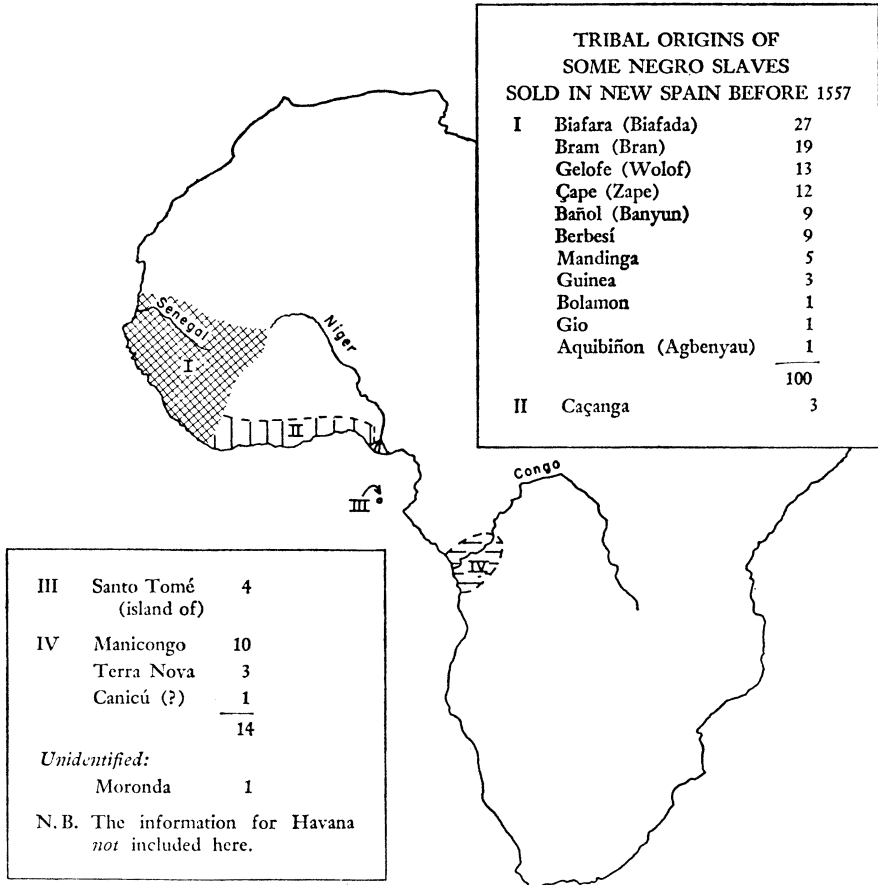 TRIBAL ORIGINS OF
SOME NEGRO SLAVES
SOLD IN NEW SPAIN BEFORE 1557
I Biafara (Biafada) 27
Bram (Bran) 19
Gelofe (Wolof) 13
Çape (Zape) 12
Bañol (Banyun) 9
Berbesí 9
Mandinga 5
Guinea 3
Bolamon 1
Gio 1
Aquibiñon (Agbenyau) 1
100
II Caçanga 3
Senegal
Niger
I
II
III
Congo
IV
III Santo Tomé 4
(island of)
IV Manicongo 10
Terra Nova 3
Canicú (?) 1
14
Unidentified:
Moronda 1
N.B. The information for Havana
not included here.